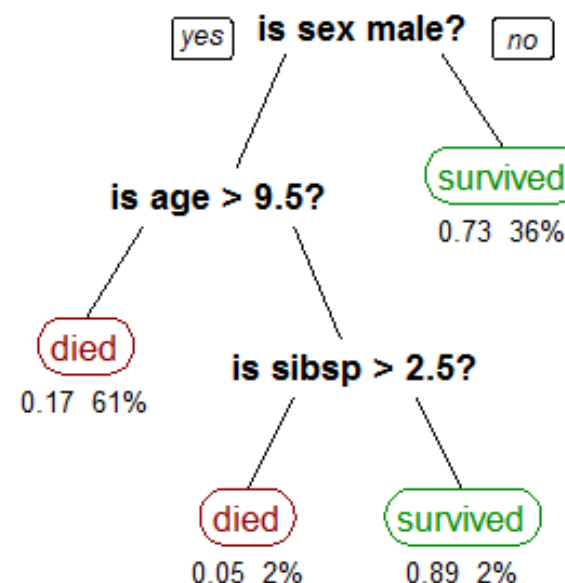 yes is sex male? no
survived
is age > 9.5?
0.73 36%
died
is sibsp > 2.5?
0.17 61%
died survived
0.05 2% 0.89 2%